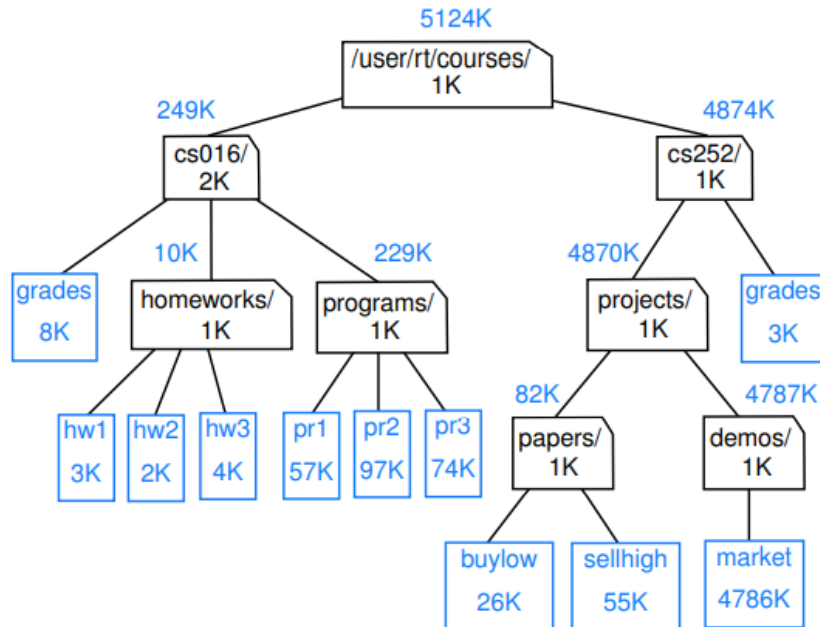 5124K
/user/rt/courses/
1K
249K
4874K
cs016/
2K
cs252/
1K
10K
229K
4870K
grades
8K
homeworks/
1K
programs/
1K
projects/
1K
grades
3K
82K
4787K
hw1
3K
hw2
2K
hw3
4K
pr1
57K
pr2
97K
pr3
74K
papers/
1K
demos/
1K
buylow
26K
sellhigh
55K
market
4786K